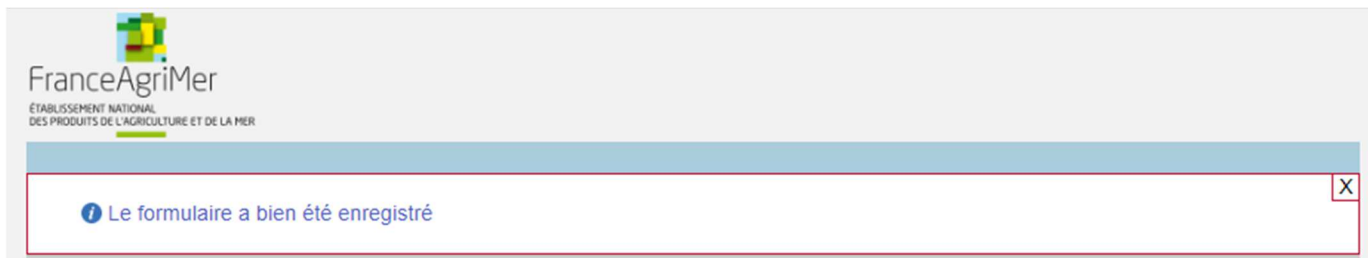 FranceAgriMer
ÉTABLISSEMENT NATIONAL
DES PRODUITS DE L'AGRICULTURE ET DE LA MER
X
Le formulaire a bien été enregistré